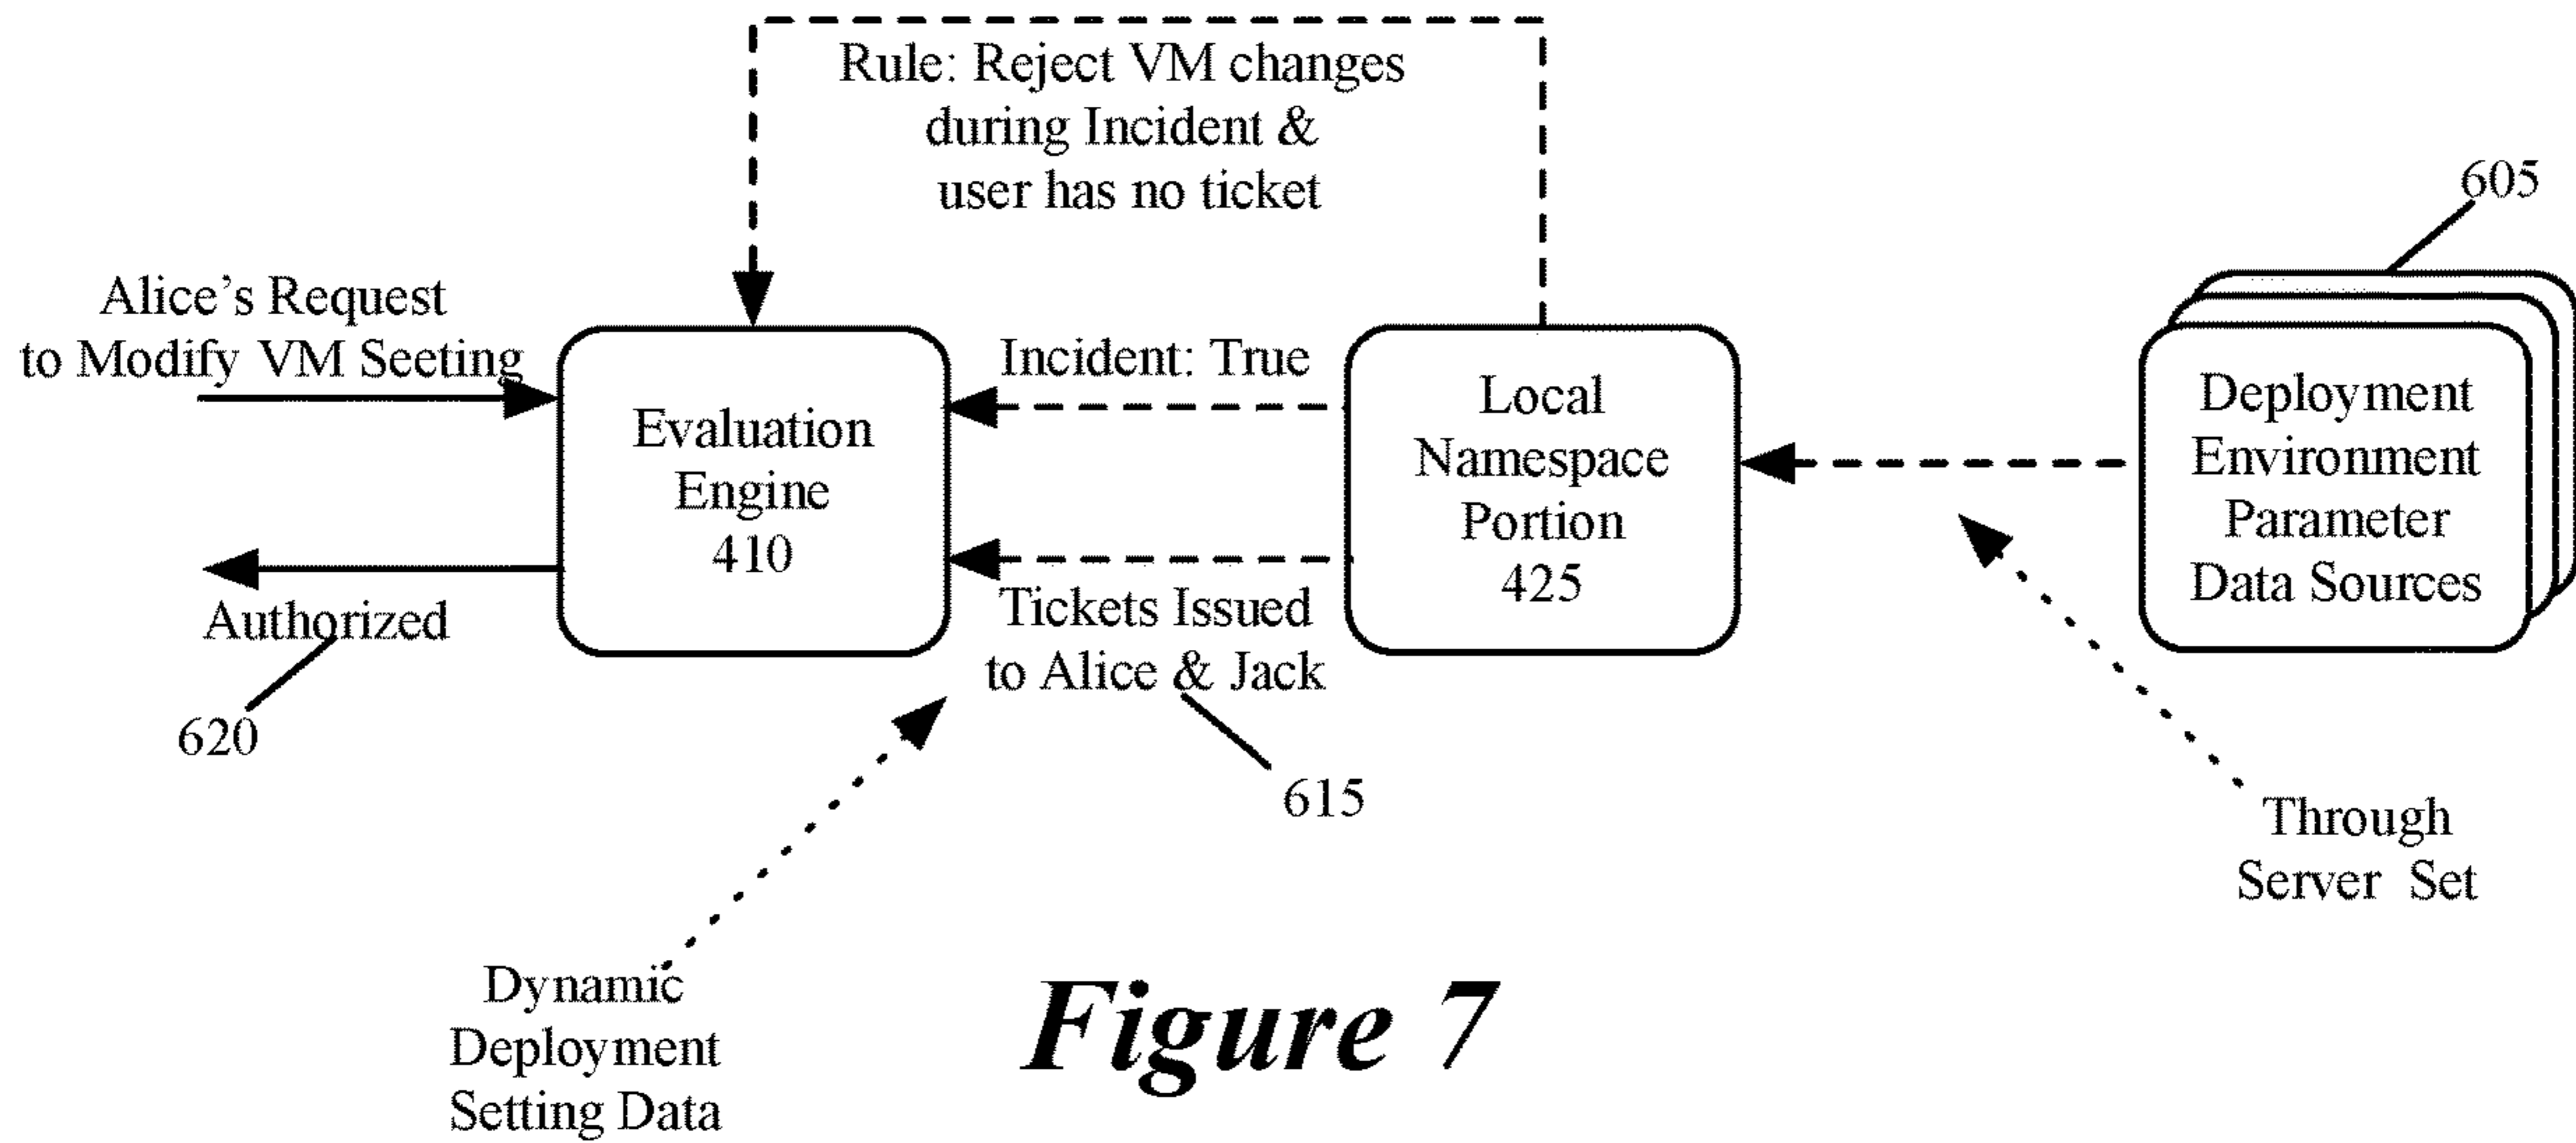 Rule: Reject VM changes
during Incident &
user has no ticket
605
Alice's Request
to Modify VM Seeting
Incident: True
Evaluation
Engine
410
Local
Namespace
Portion
425
Deployment
Environment
Parameter
Data Sources
Authorized
620
Tickets Issued
to Alice & Jack
615
Through
Server Set
Dynamic
Deployment
Setting Data
Figure 7